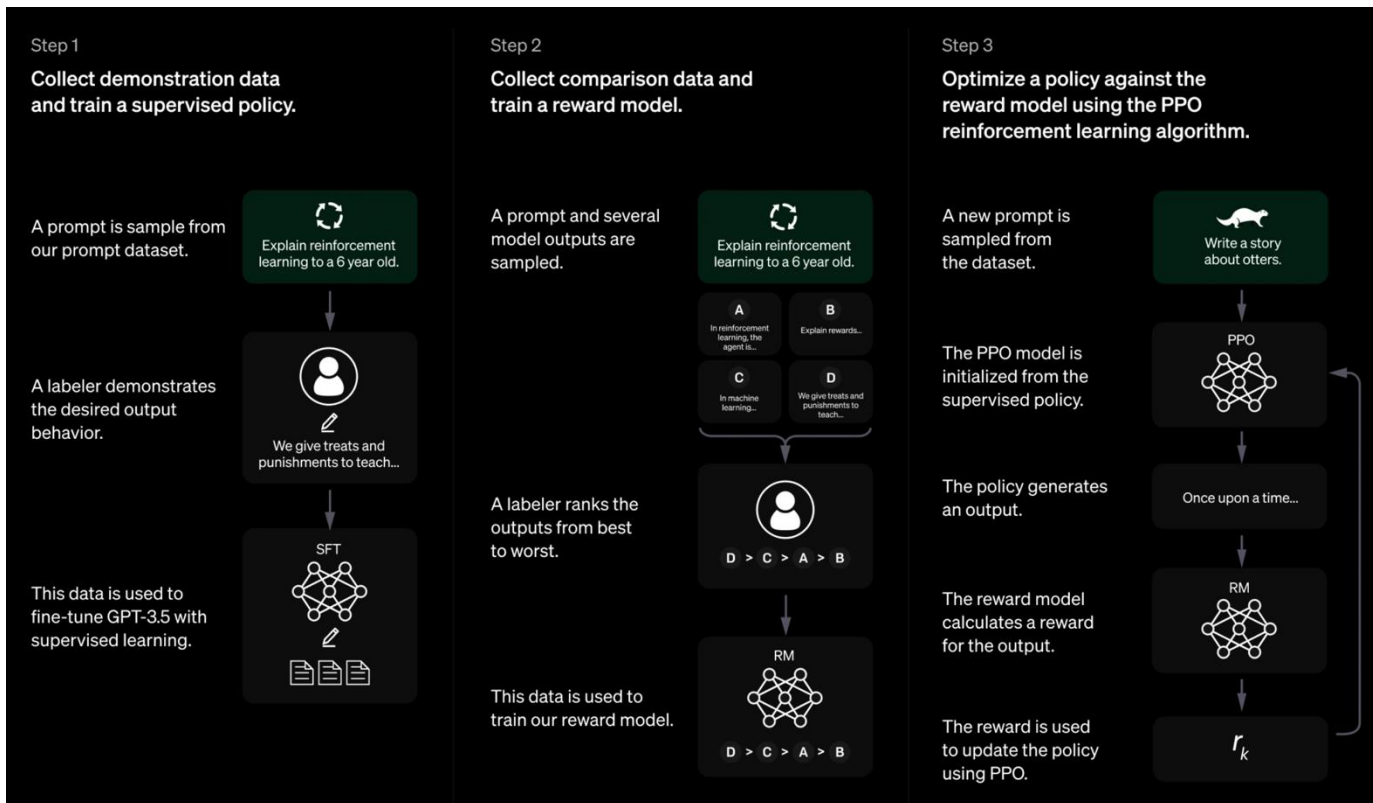 Step 1
Collect demonstration data
and train a supervised policy.
A prompt is sample from
our prompt dataset.
Explain reinforcement
learning to a 6 year old.
A labeler demonstrates
the desired output
behavior.
We give treats and
punishments to teach...
This data is used to
fine-tune GPT-3.5 with
supervised learning.
SFT
Step 2
Collect comparison data and
train a reward model.
A prompt and several
model outputs are
sampled.
Explain reinforcement
learning to a 6 year old.
A
In reinforcement
learning, the
agent is...
B
Explain rewards...
C
In machine
learning...
D
We give treats and
punishments to
teach...
A labeler ranks the
outputs from best
to worst.
D > C > A > B
This data is used to
train our reward model.
RM
D > C > A > B
Step 3
Optimize a policy against the
reward model using the PPO
reinforcement learning algorithm.
A new prompt is
sampled from
the dataset.
Write a story
about otters.
The PPO model is
initialized from the
supervised policy.
PPO
The policy generates
an output.
Once upon a time...
The reward model
calculates a reward
for the output.
RM
The reward is used
to update the policy
using PPO.
r_k